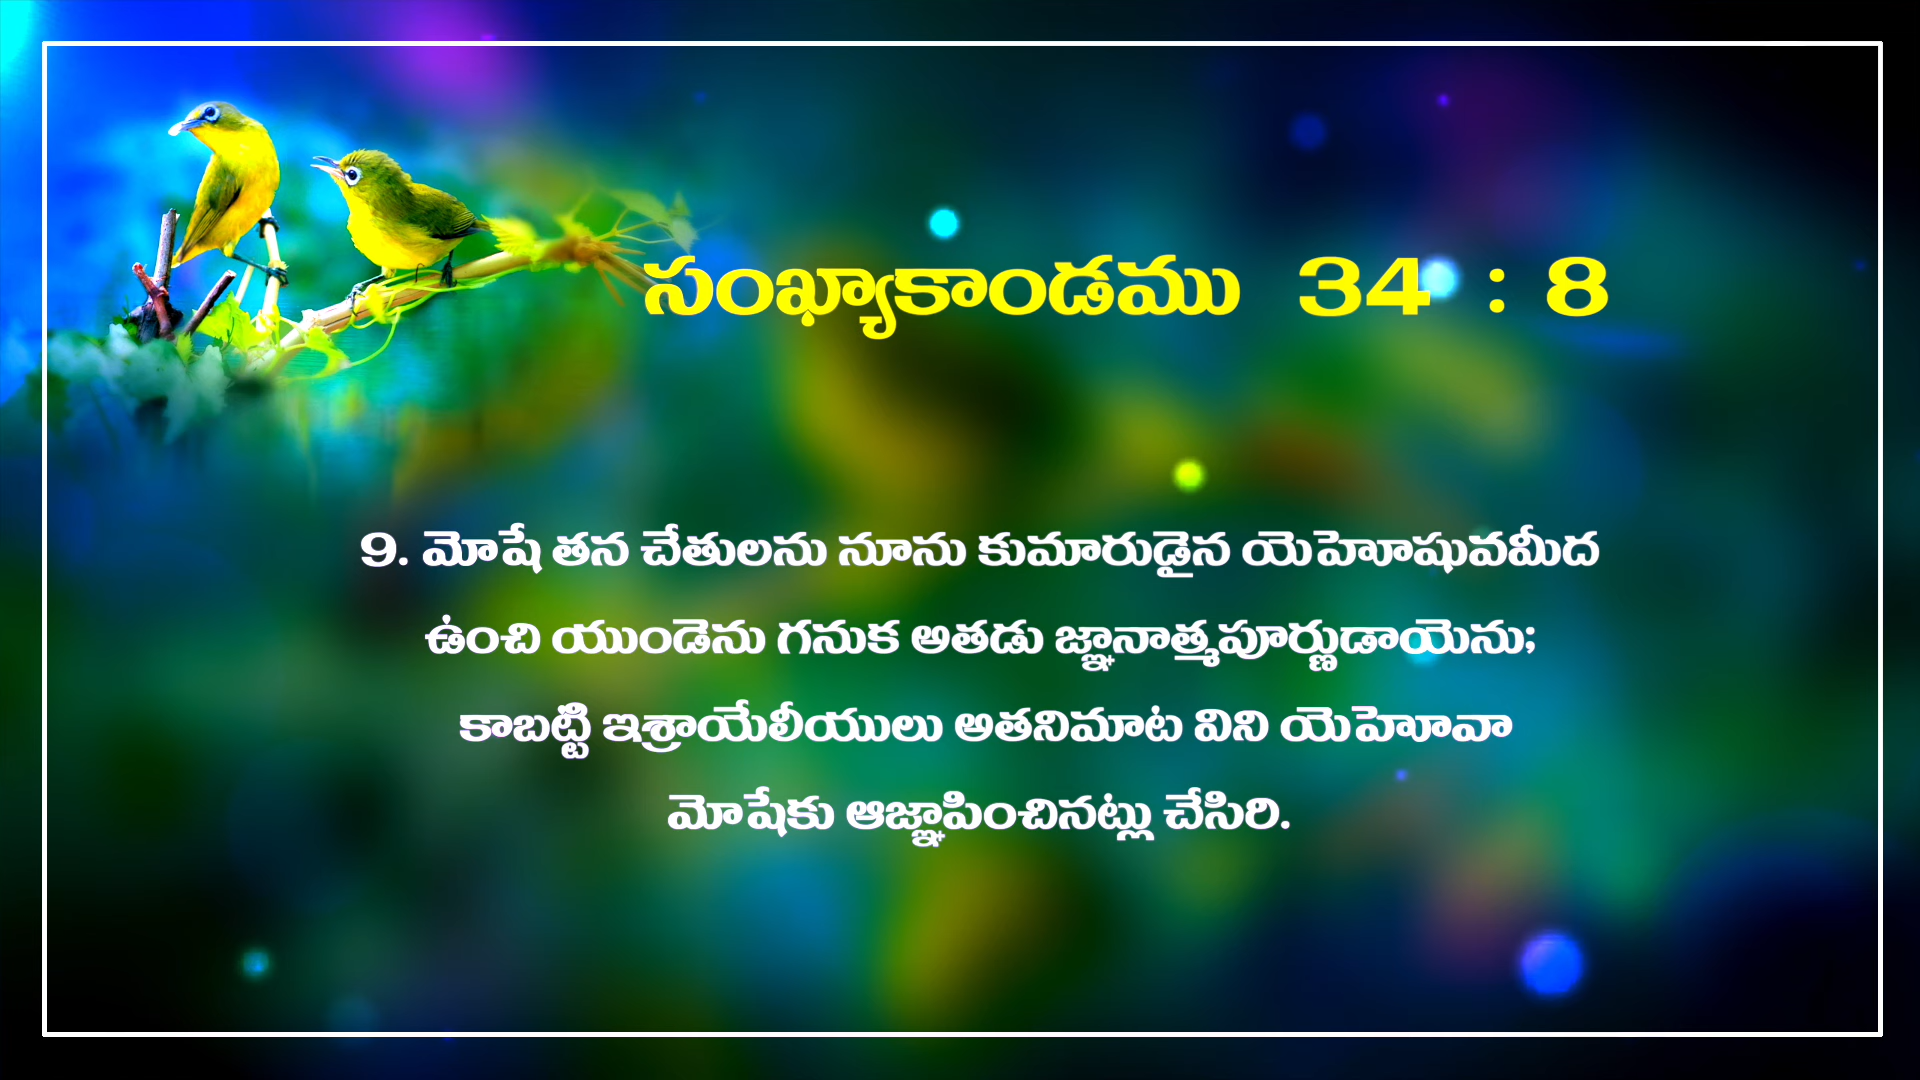 సంఖ్యాకాండము 34 : 8
9. మోషే తన చేతులను నూను కుమారుడైన యెహెూషువమీద
ఉంచి యుండెను గనుక అతడు జ్ఞానాత్మపూర్ణుడాయెను;
కాబట్టి ఇశ్రాయేలీయులు అతనిమాట విని యెహెూవా
మోషేకు ఆజ్ఞాపించినట్లు చేసిరి.